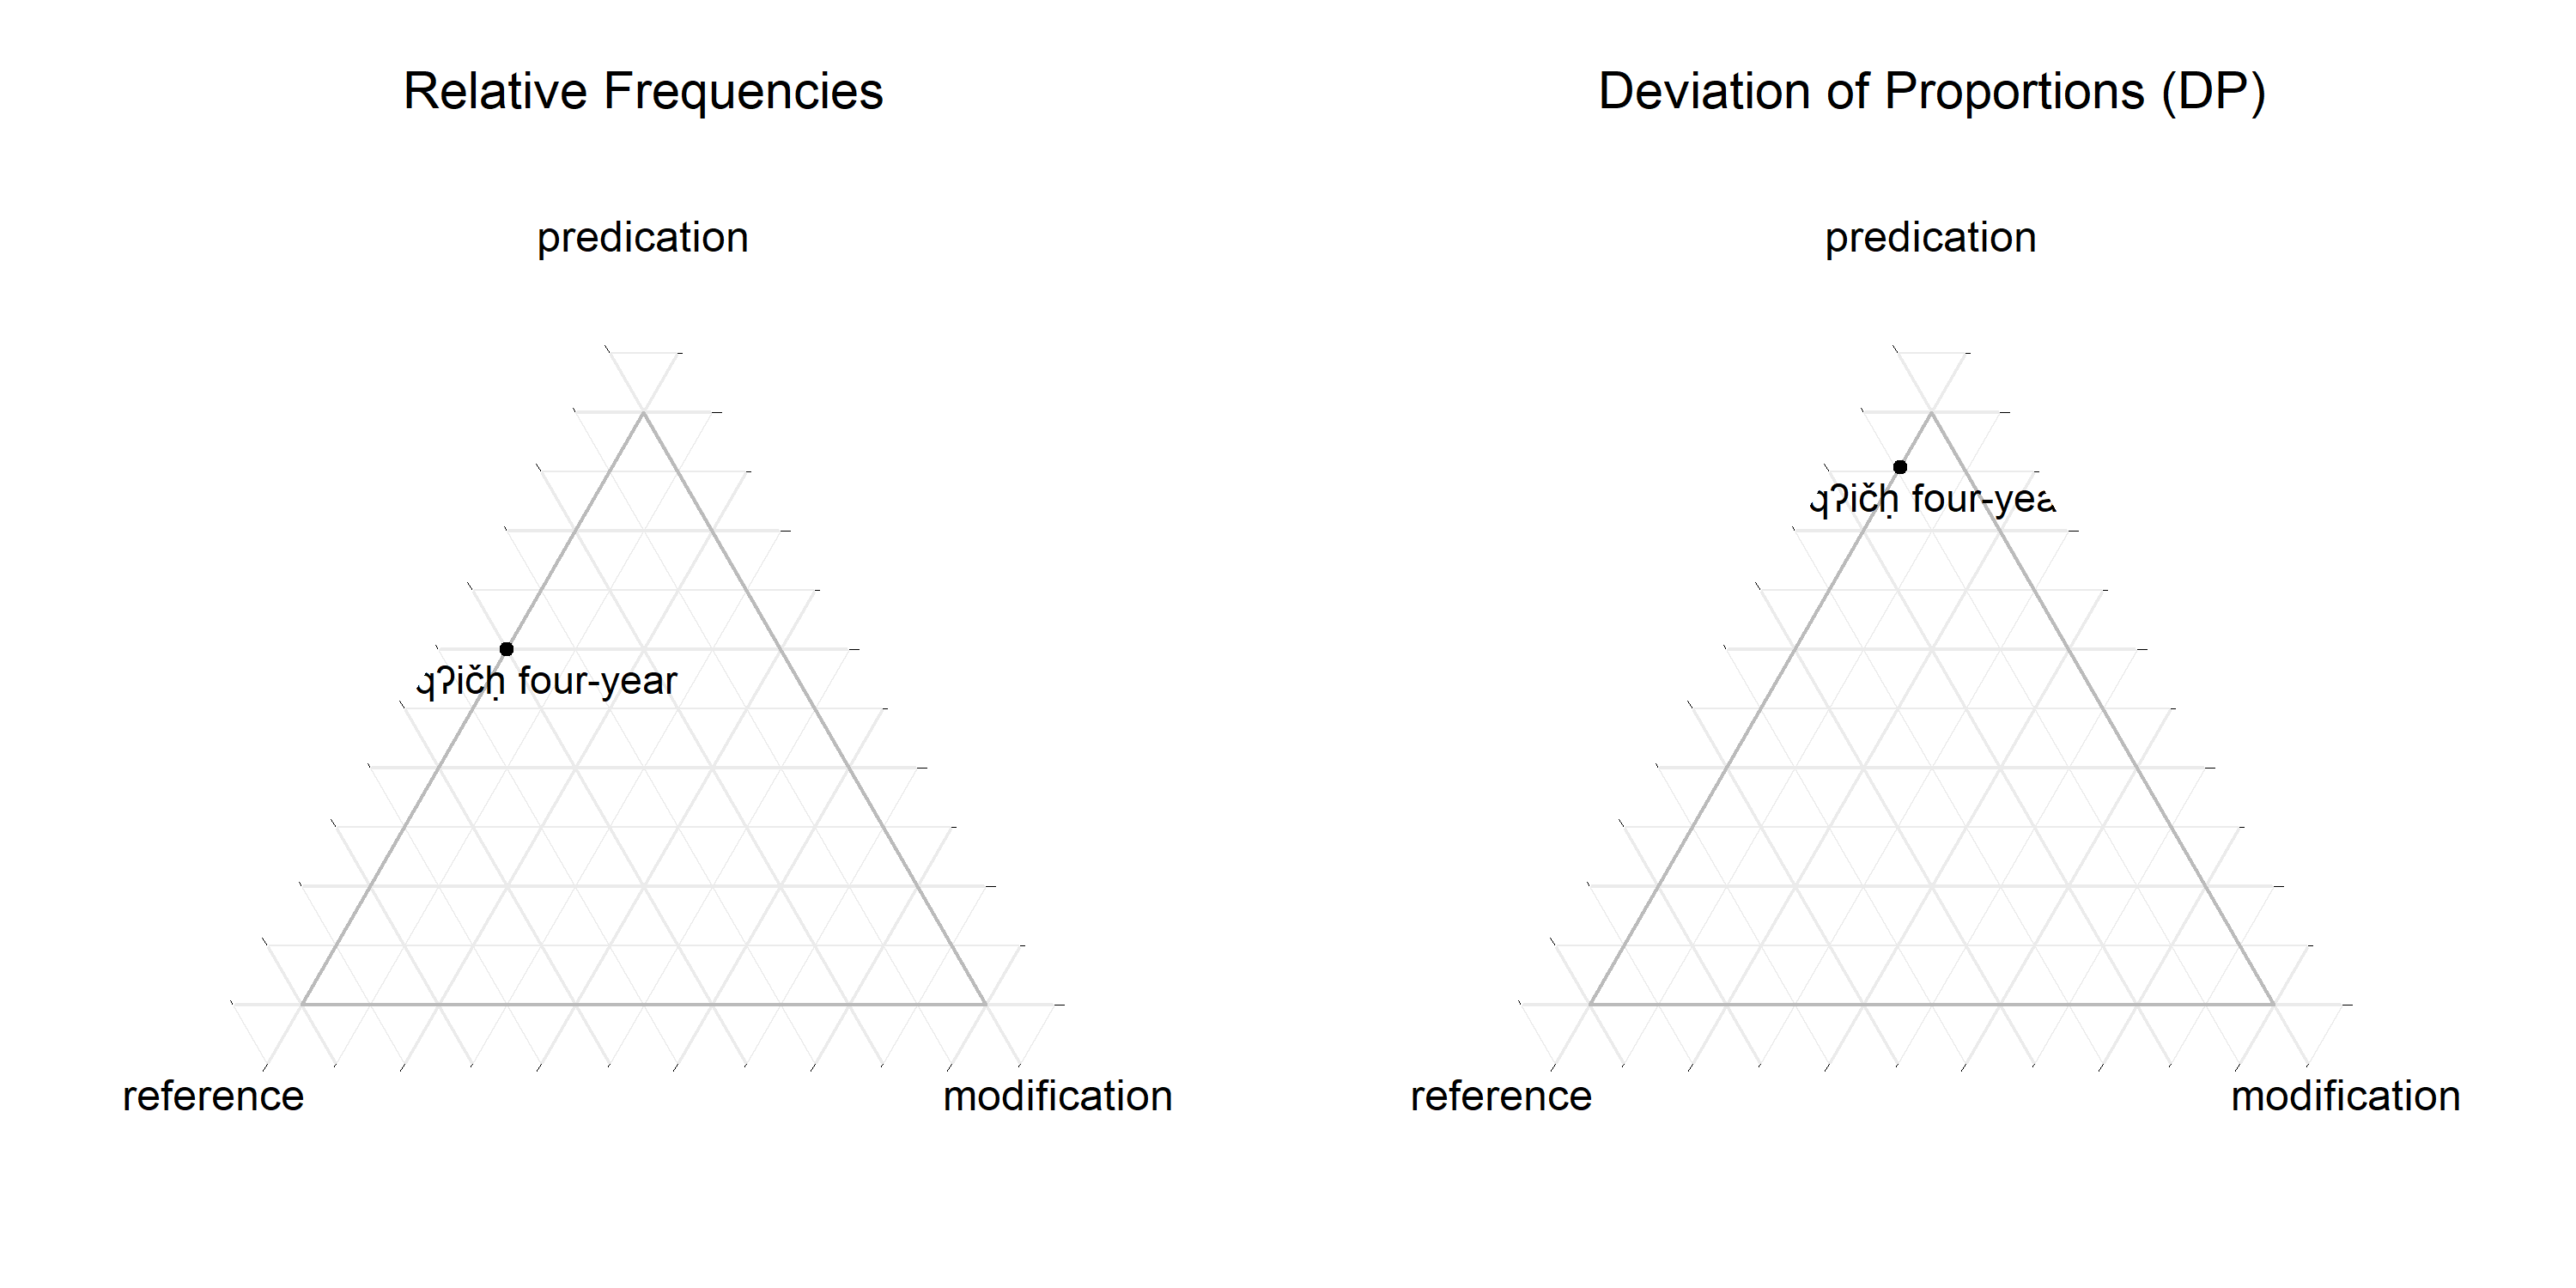 Relative Frequencies
Deviation of Proportions (DP)
predication
predication
qʔičḥ four-yea
qʔičḥ four-year
reference
modification
reference
modification